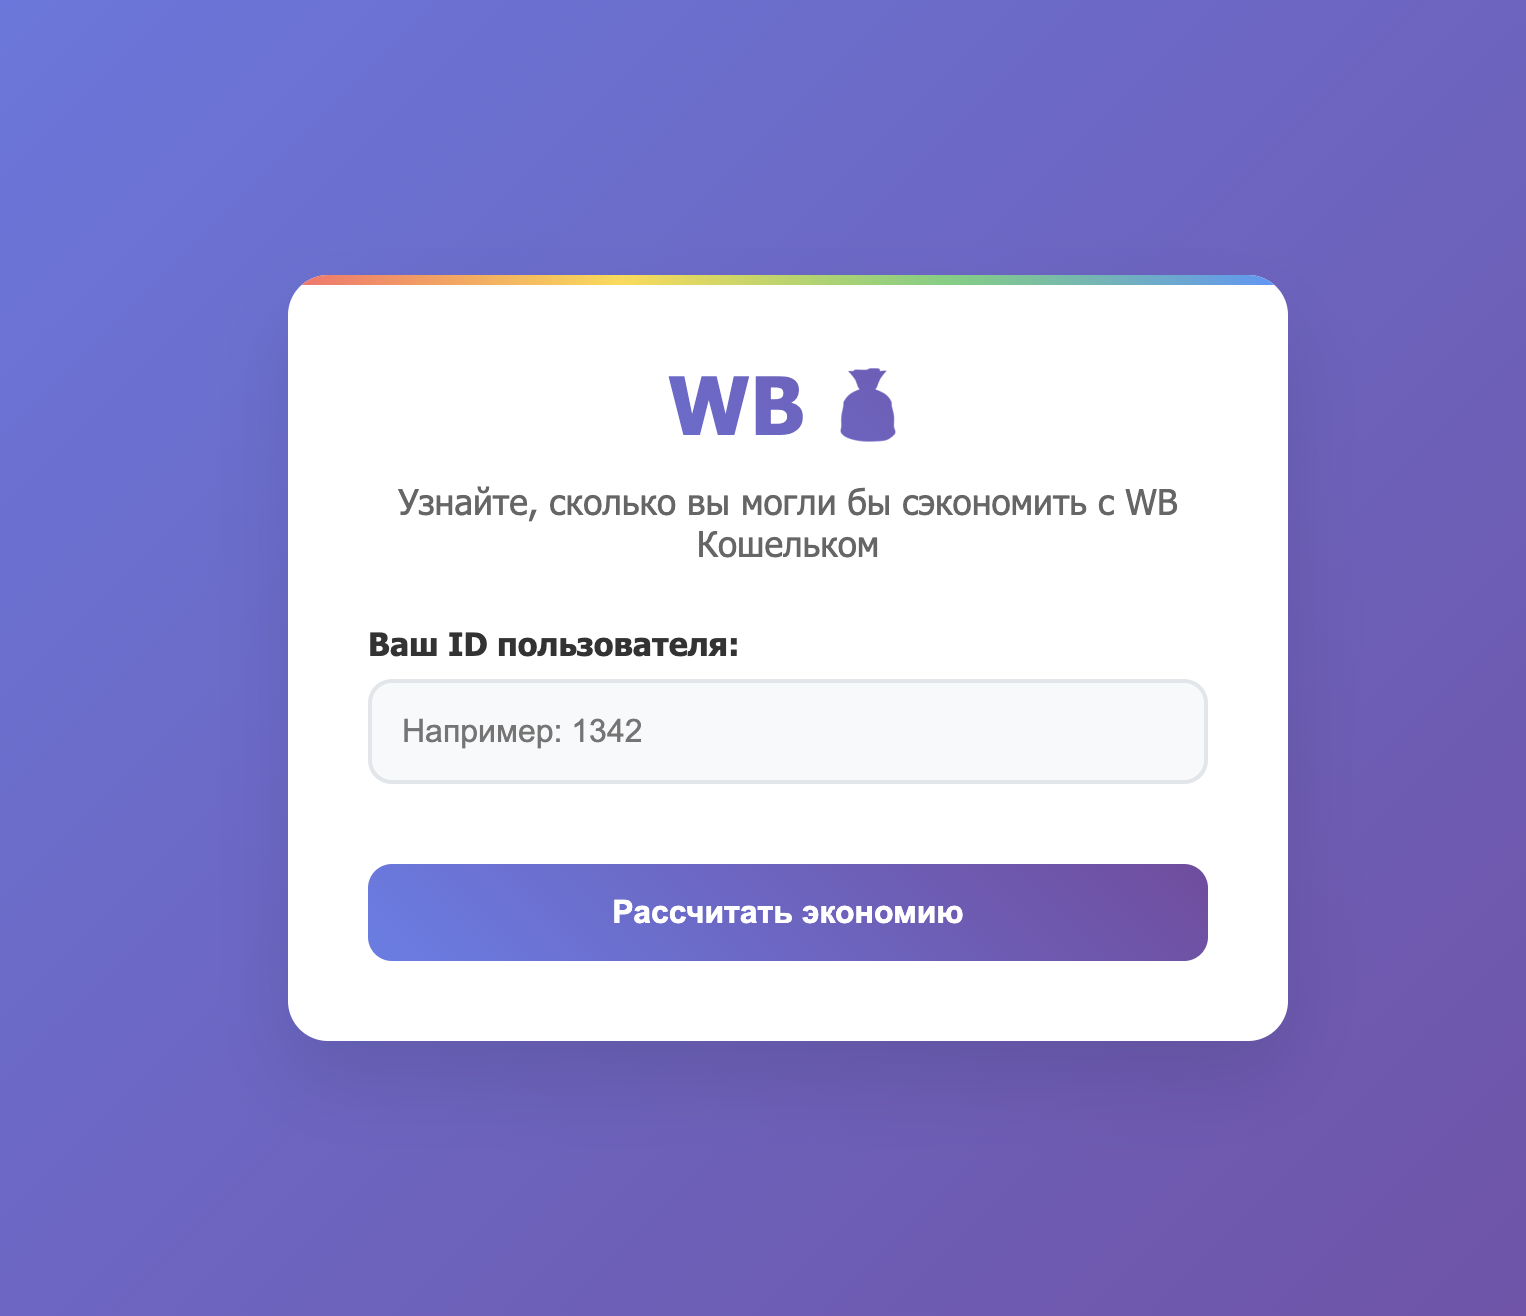 WB
Узнайте, сколько вы могли бы сэкономить с WB
Кошельком
Ваш ID пользователя:
Например: 1342
Рассчитать экономию